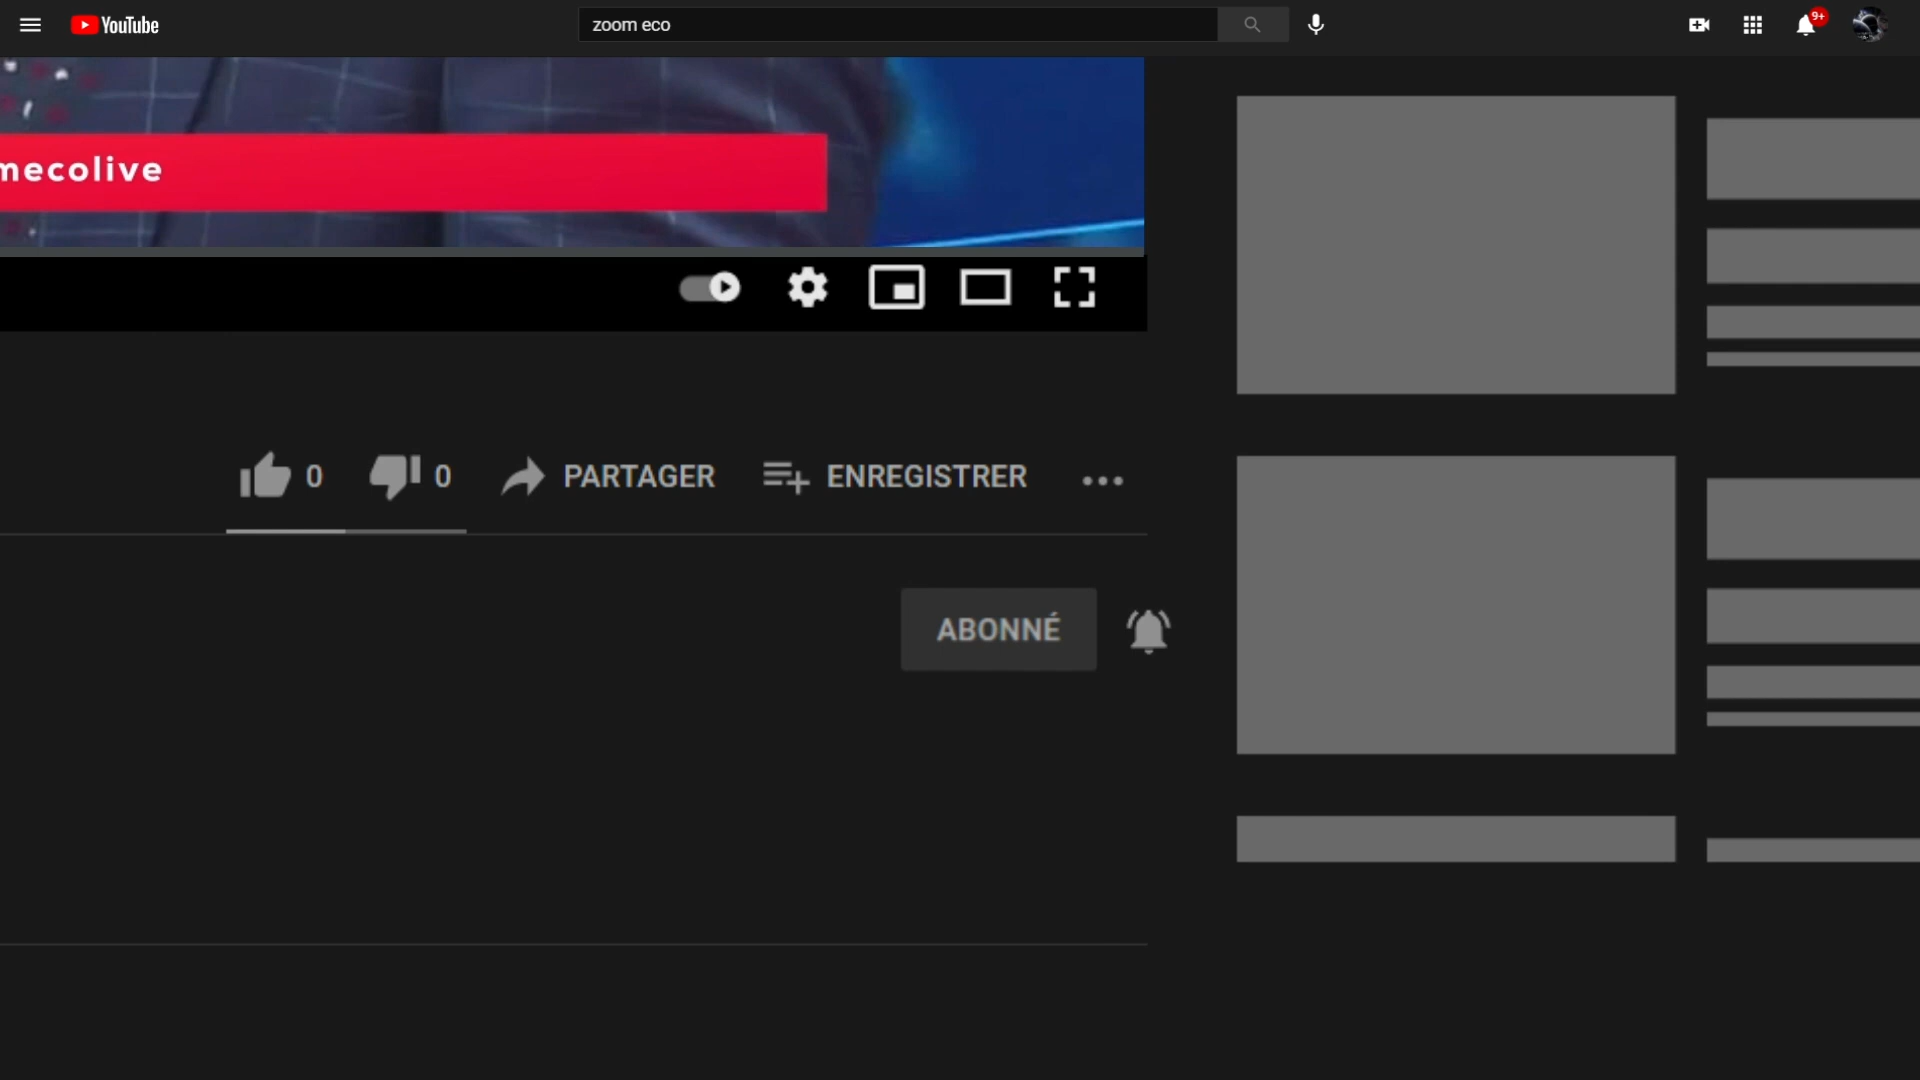 YouTube
zoom eco
9+
mecolive
0
0
PARTAGER
ENREGISTRER
ABONNÉ